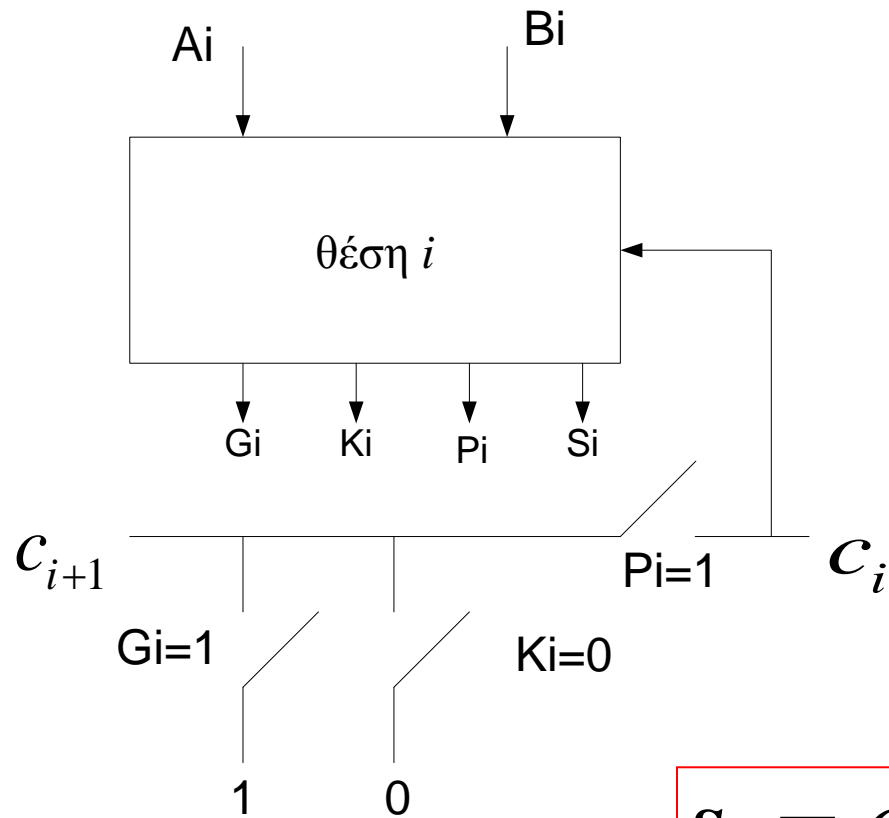 Ai Bi
θέση i
Gi Ki Pi Si
c_{i+1} Pi=1 c_i
Gi=1 Ki=0
1 0
s =